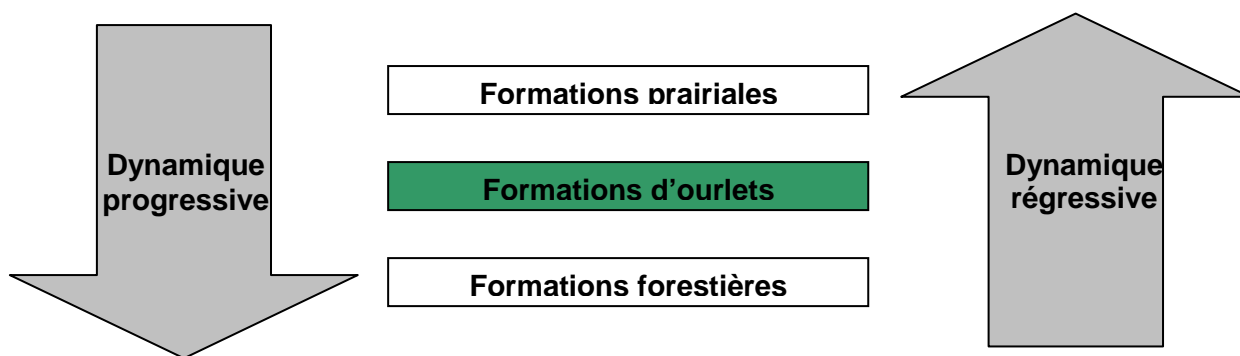 Formations prairiales
Dynamique
progressive
Formations d'ourlets
Dynamique
régressive
Formations forestières